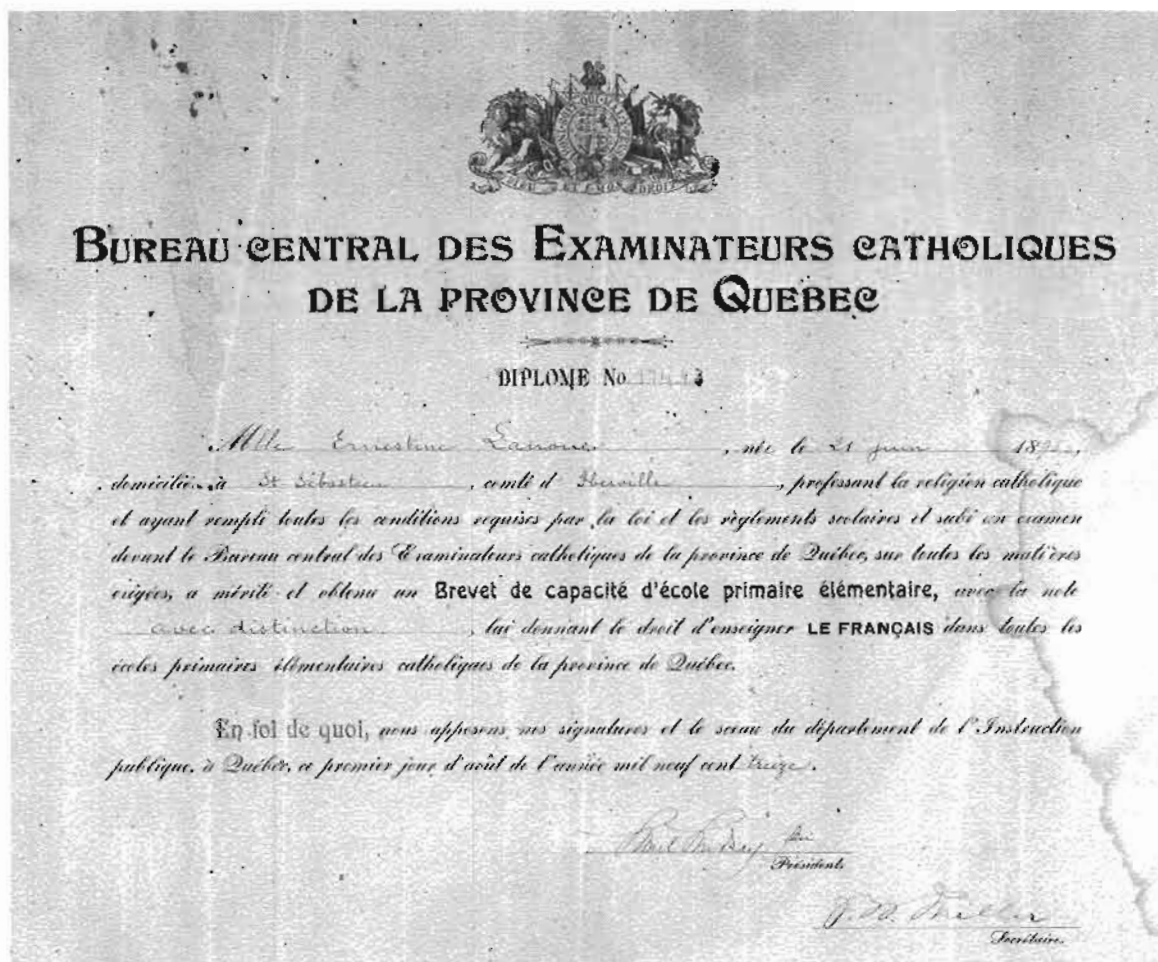 DIEU ET MON DROIT
BUREAU CENTRAL DES EXAMINATEURS CATHOLIQUES
DE LA PROVINCE DE QUEBEC
DIPLOME No
Mlle Ernestine Lanoue, née le 21 juin 189
domiciliée à St Sébastien, comté d'Iberville, professant la religion catholique
et ayant rempli toutes les conditions requises par la loi et les règlements scolaires et subi un examen
devant le Bureau central des Examinateurs catholiques de la province de Québec, sur toutes les matières
exigées, a mérité et obtenu un Brevet de capacité d'école primaire élémentaire, avec la note
avec distinction, lui donnant le droit d'enseigner LE FRANÇAIS dans toutes les
écoles primaires élémentaires catholiques de la province de Québec.
En foi de quoi, nous apposons nos signatures et le sceau du département de l'Instruction
publique, à Québec, ce premier jour d'août de l'année mil neuf cent treize.
Président
J. N. Miller
Secrétaire.